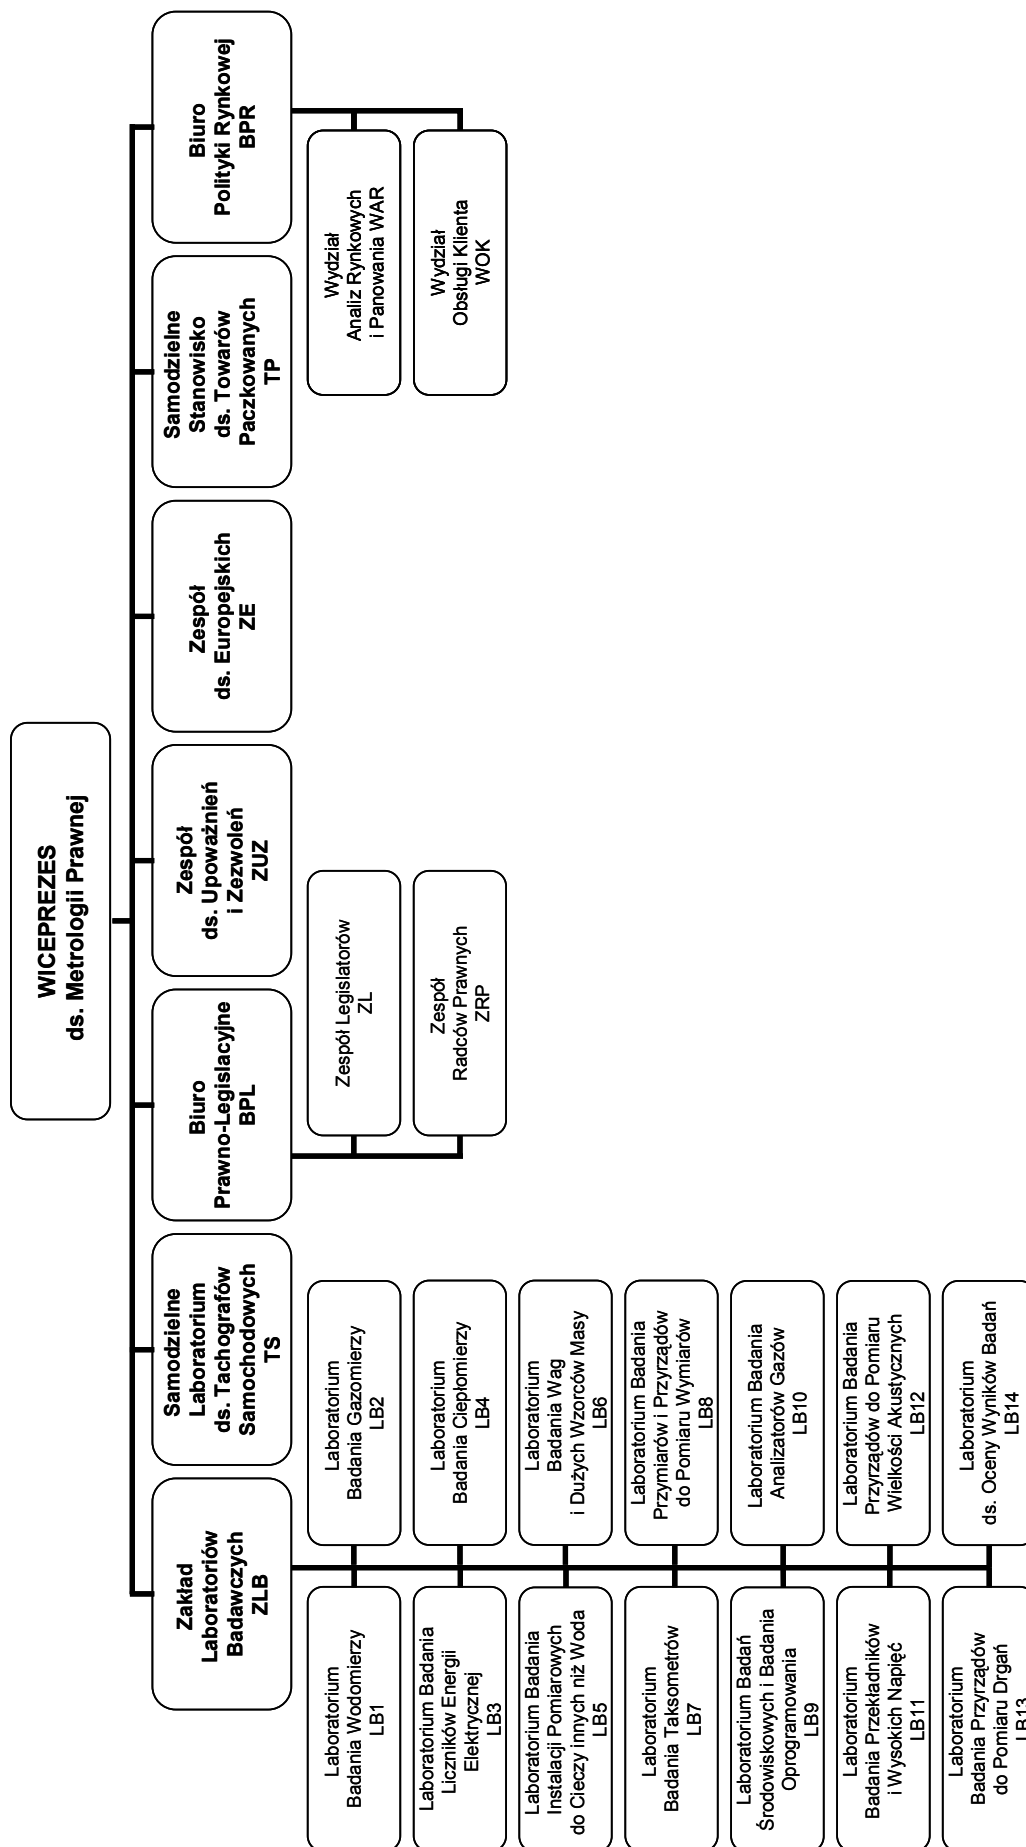 WICEPREZES
ds. Metrologii Prawnej
Zakład
Laboratoriów
Badawczych
ZLB
Samodzielne
Laboratorium
ds. Tachografów
Samochodowych
TS
Biuro
Prawno-Legislacyjne
BPL
Zespół
ds. Upoważnień
i Zezwoleń
ZUZ
Zespół
ds. Europejskich
ZE
Samodzielne
Stanowisko
ds. Towarów
Paczkowanych
TP
Biuro
Polityki Rynkowej
BPR
Laboratorium
Badania Wodomierzy
LB1
Laboratorium
Badania Gazomierzy
LB2
Laboratorium Badania
Liczników Energii
Elektrycznej
LB3
Laboratorium
Badania Ciepłomierzy
LB4
Laboratorium Badania
Instalacji Pomiarowych
do Cieczy innych niż Woda
LB5
Laboratorium
Badania Wag
i Dużych Wzorców Masy
LB6
Laboratorium
Badania Taksometrów
LB7
Laboratorium Badania
Przymiarów i Przyrządów
do Pomiaru Wymiarów
LB8
Laboratorium Badań
Środowiskowych i Badania
Oprogramowania
LB9
Laboratorium Badania
Analizatorów Gazów
LB10
Laboratorium
Badania Przekładników
i Wysokich Napięć
LB11
Laboratorium Badania
Przyrządów do Pomiaru
Wielkości Akustycznych
LB12
Laboratorium
Badania Przyrządów
do Pomiaru Drgań
LB13
Laboratorium
ds. Oceny Wyników Badań
LB14
Zespół Legislatorów
ZL
Zespół
Radców Prawnych
ZRP
Wydział
Analiz Rynkowych
i Panowania WAR
Wydział
Obsługi Klienta
WOK